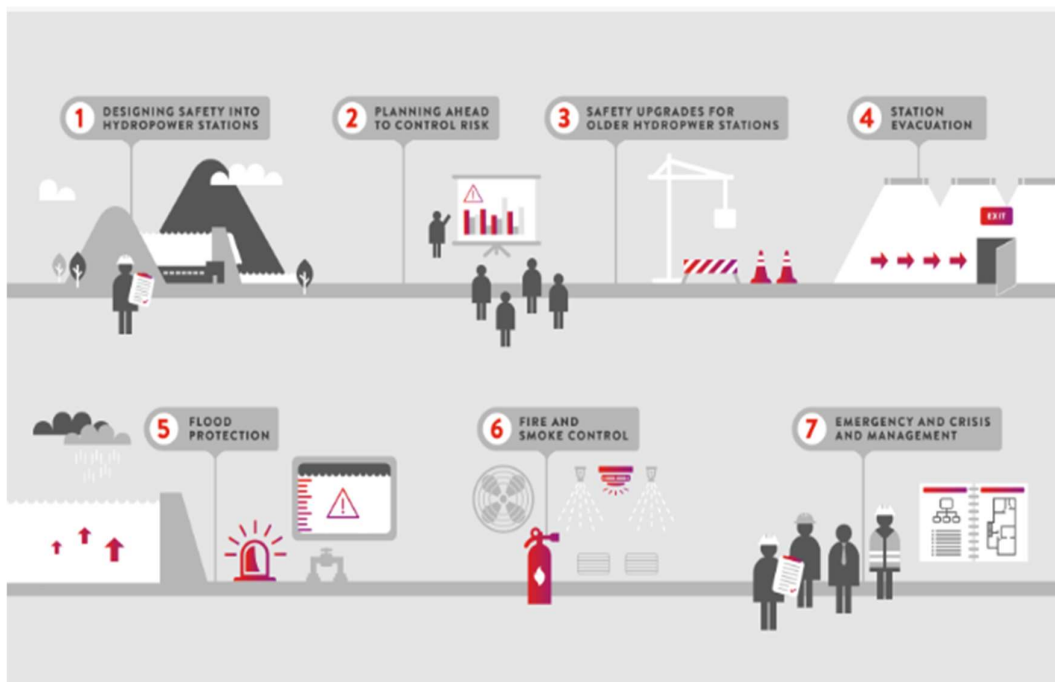 1
DESIGNING SAFETY INTO
HYDROPOWER STATIONS
2
PLANNING AHEAD
TO CONTROL RISK
3
SAFETY UPGRADES FOR
OLDER HYDROPWER STATIONS
4
STATION
EVACUATION
EXIT
5
FLOOD
PROTECTION
6
FIRE AND
SMOKE CONTROL
7
EMERGENCY AND CRISIS
AND MANAGEMENT